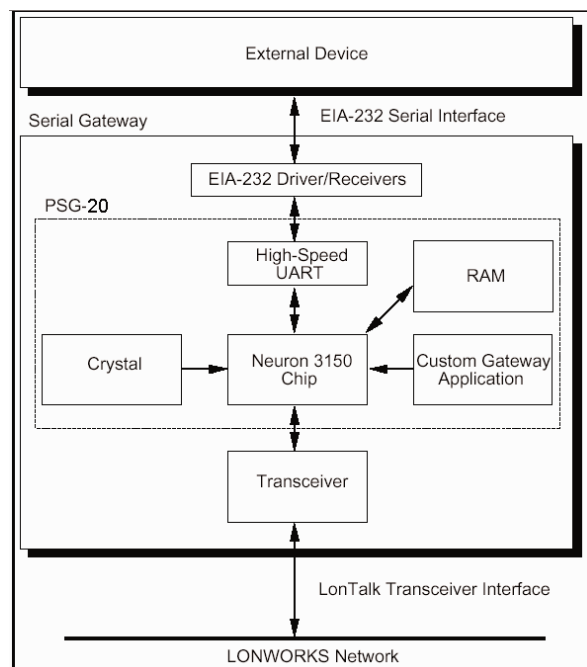 External Device
EIA-232 Serial Interface
Serial Gateway
EIA-232 Driver/Receivers
PSG-20
High-Speed
UART
RAM
Crystal
Neuron 3150
Chip
Custom Gateway
Application
Transceiver
LonTalk Transceiver Interface
LONWORKS Network